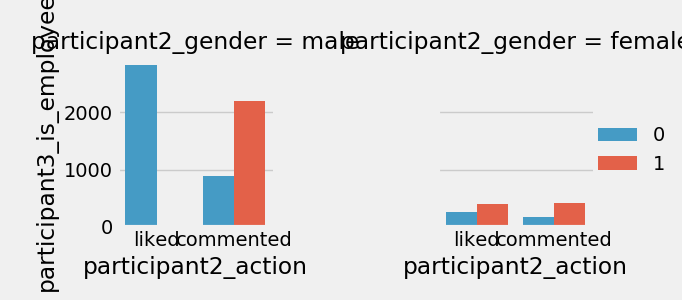 participant2_gender = male
participant2_gender = female
participant3_is_employee
2000
1000
0
liked
commented
liked
commented
participant2_action
participant2_action
0
1